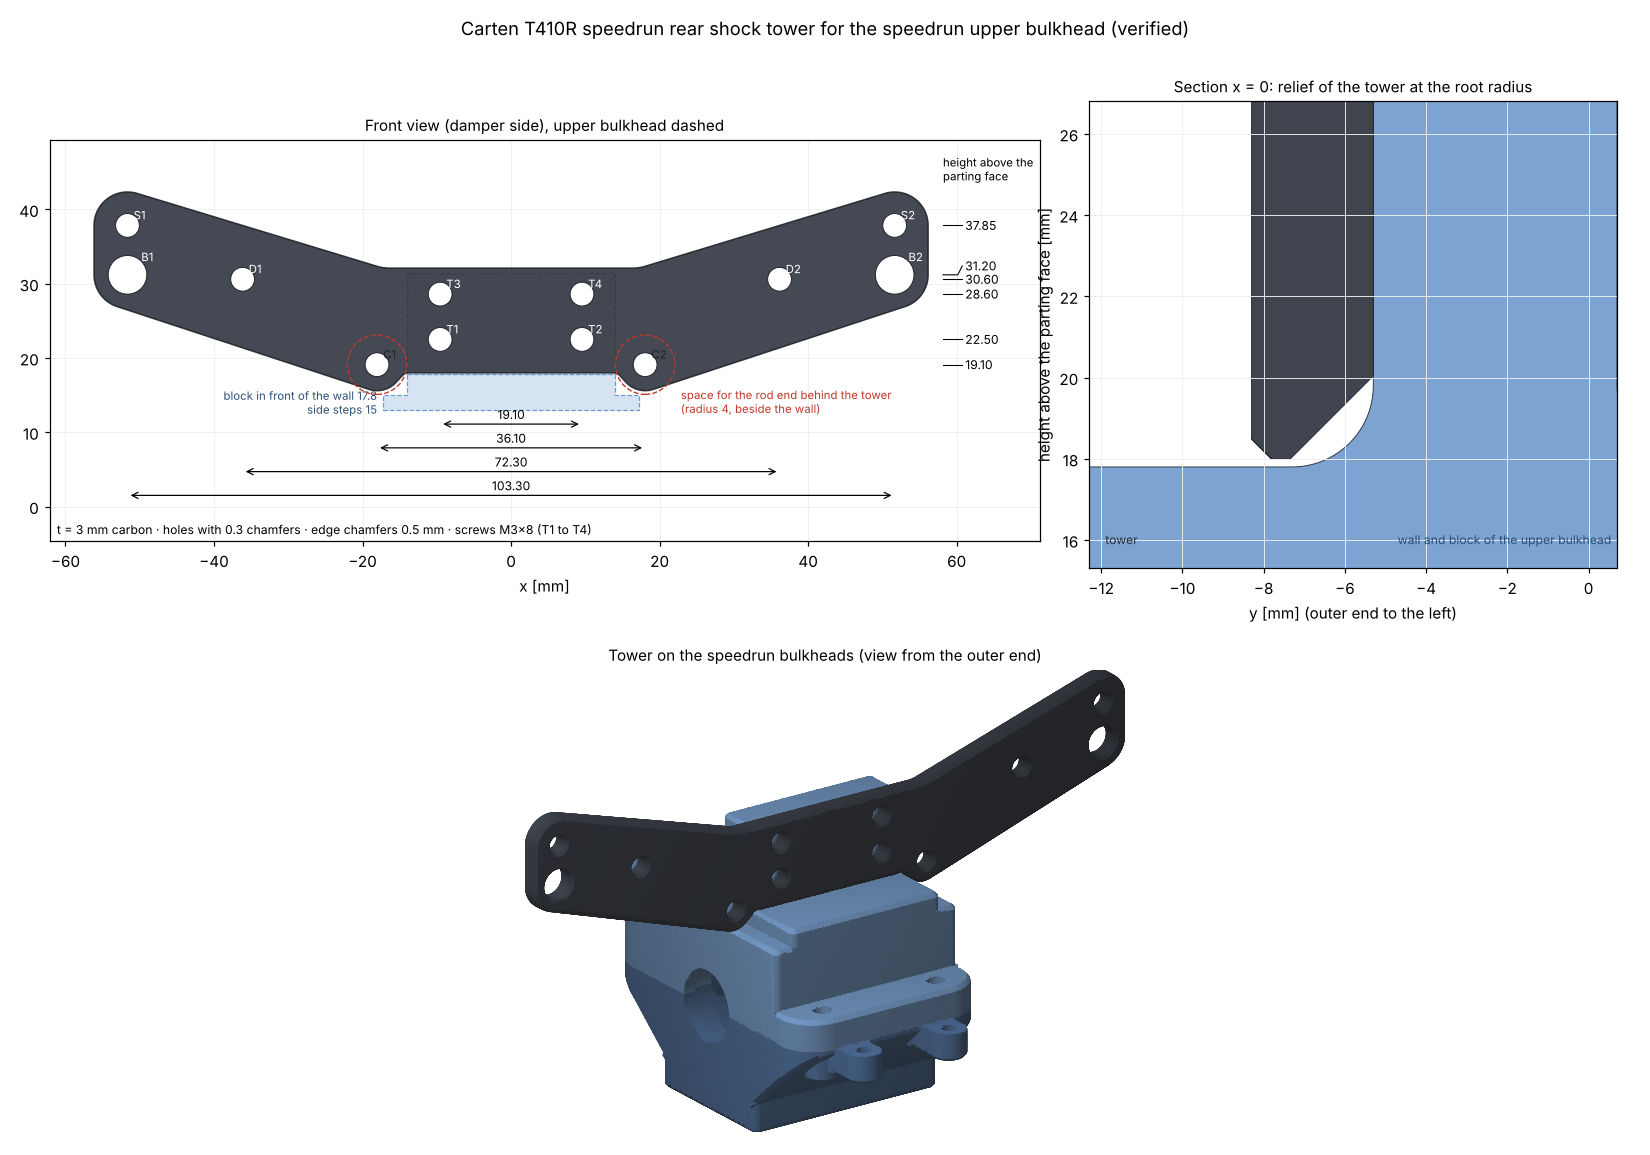 Carten T410R speedrun rear shock tower for the speedrun upper bulkhead (verified)
Front view (damper side), upper bulkhead dashed
height above the
parting face
S1
S2
37.85
B1
B2
31.20
D1
D2
30.60
T3
T4
28.60
T1
T2
22.50
C1
C2
19.10
block in front of the wall 17.8
side steps 15
space for the rod end behind the tower
(radius 4, beside the wall)
19.10
36.10
72.30
103.30
t = 3 mm carbon · holes with 0.3 chamfers · edge chamfers 0.5 mm · screws M3×8 (T1 to T4)
40
30
20
10
0
−60
−40
−20
0
20
40
60
x [mm]
Section x = 0: relief of the tower at the root radius
height above the parting face [mm]
26
24
22
20
18
16
tower
wall and block of the upper bulkhead
−12
−10
−8
−6
−4
−2
0
y [mm] (outer end to the left)
Tower on the speedrun bulkheads (view from the outer end)